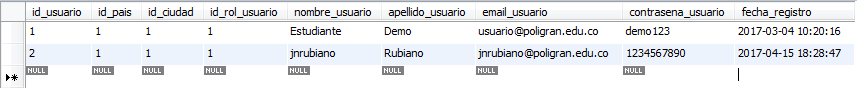 id_usuario id_pais id_ciudad id_rol_usuario nombre_usuario apellido_usuario email_usuario contrasena_usuario fecha_registro
1 1 1 1 Estudiante Demo usuario@poligran.edu.co demo123 2017-03-04 10:20:16
2 1 1 1 jnrubiano Rubiano jnrubiano@poligran.edu.co 1234567890 2017-04-15 18:28:47
NULL NULL NULL NULL NULL NULL NULL NULL